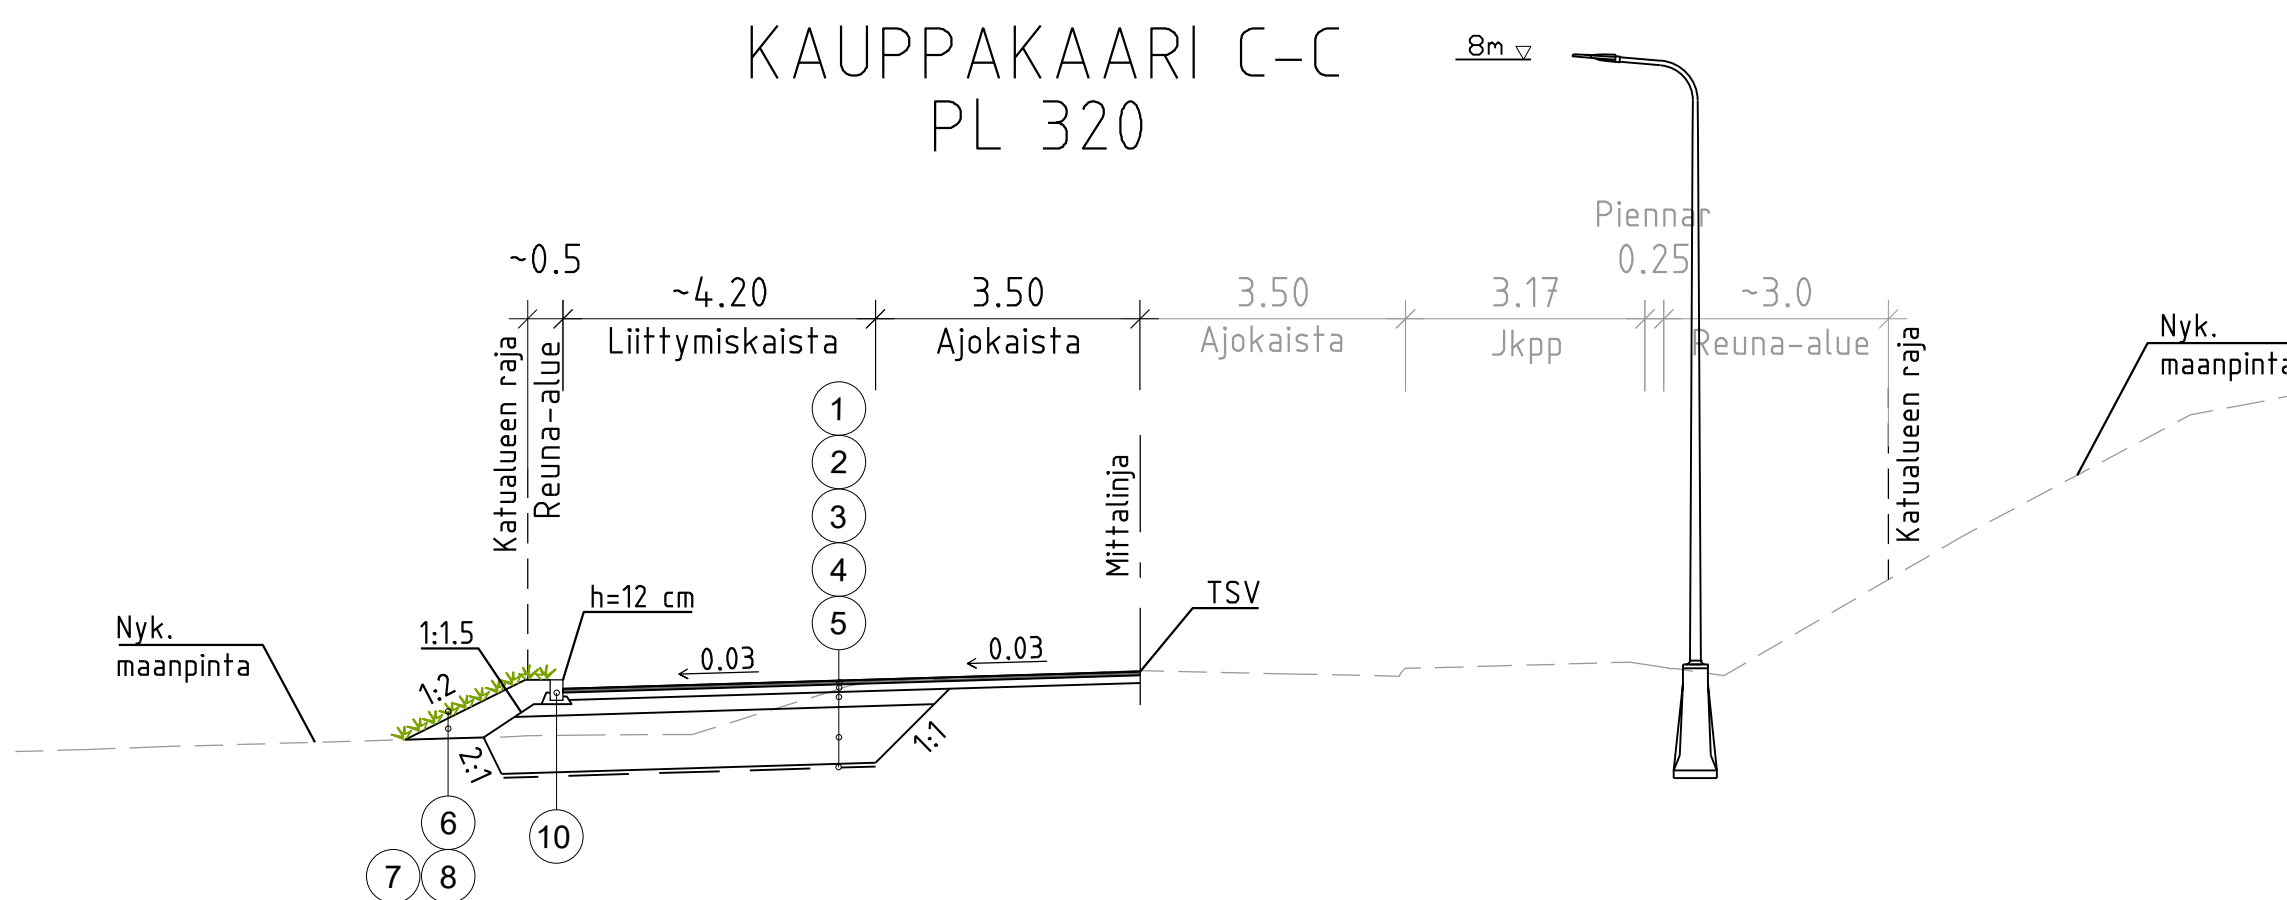 KAUPPAKAARI C-C
PL 320
8m
Piennar
0.25
~0.5
~4.20
3.50
3.50
3.17
~3.0
Liittymiskaista
Ajokaista
Ajokaista
Jkpp
Reuna-alue
Katualueen raja
Reuna-alue
Mittalinja
Katualueen raja
Nyk.
maanpinta
1
2
3
4
5
h=12 cm
TSV
Nyk.
maanpinta
1:1.5
0.03
0.03
1:2
2:1
1:1
6
10
7
8